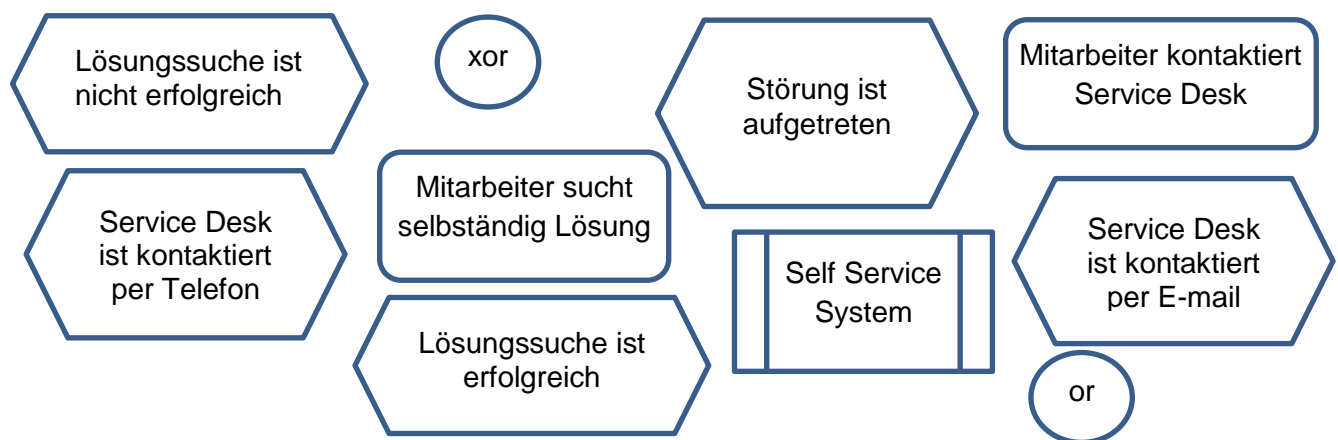 Lösungssuche ist
nicht erfolgreich
xor
Störung ist
aufgetreten
Mitarbeiter kontaktiert
Service Desk
Service Desk
ist kontaktiert
per Telefon
Mitarbeiter sucht
selbständig Lösung
Self Service
System
Service Desk
ist kontaktiert
per E-mail
Lösungssuche ist
erfolgreich
or